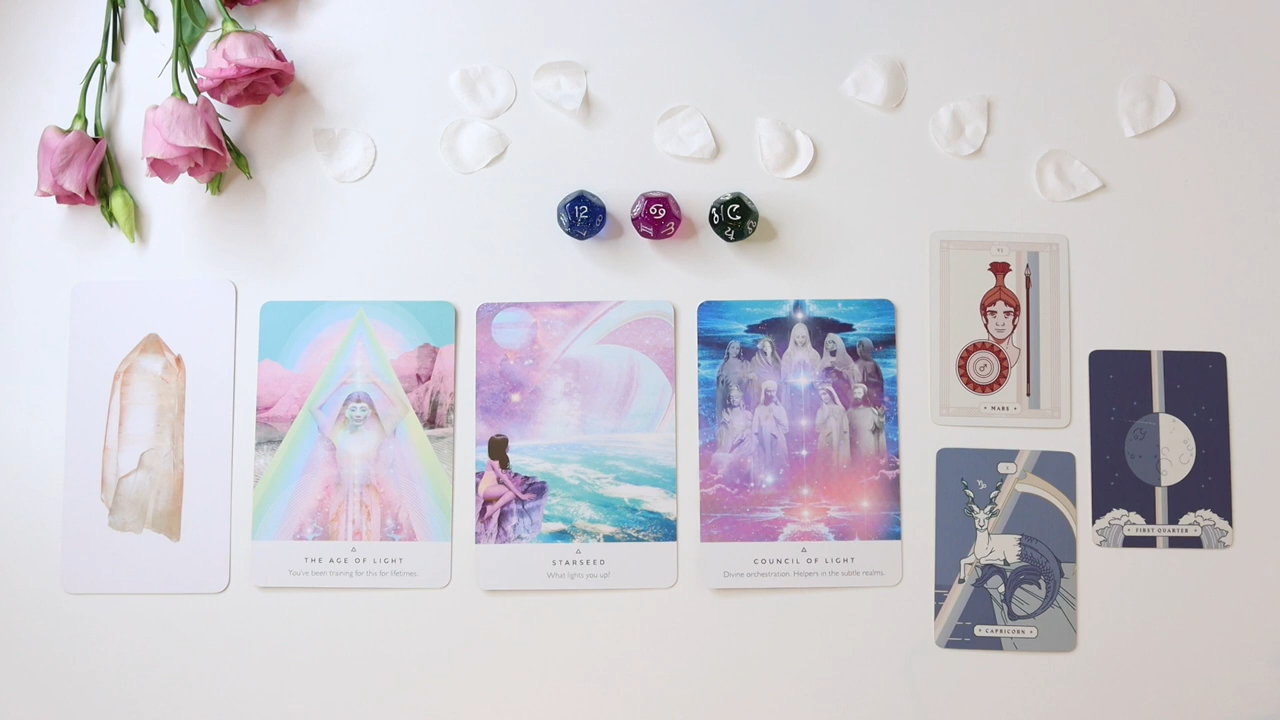 12
VI
MARS
THE AGE OF LIGHT
You've been training for this for lifetimes.
STARSEED
What lights you up!
COUNCIL OF LIGHT
Divine orchestration. Helpers in the subtle realms.
FIRST QUARTER
CAPRICORN